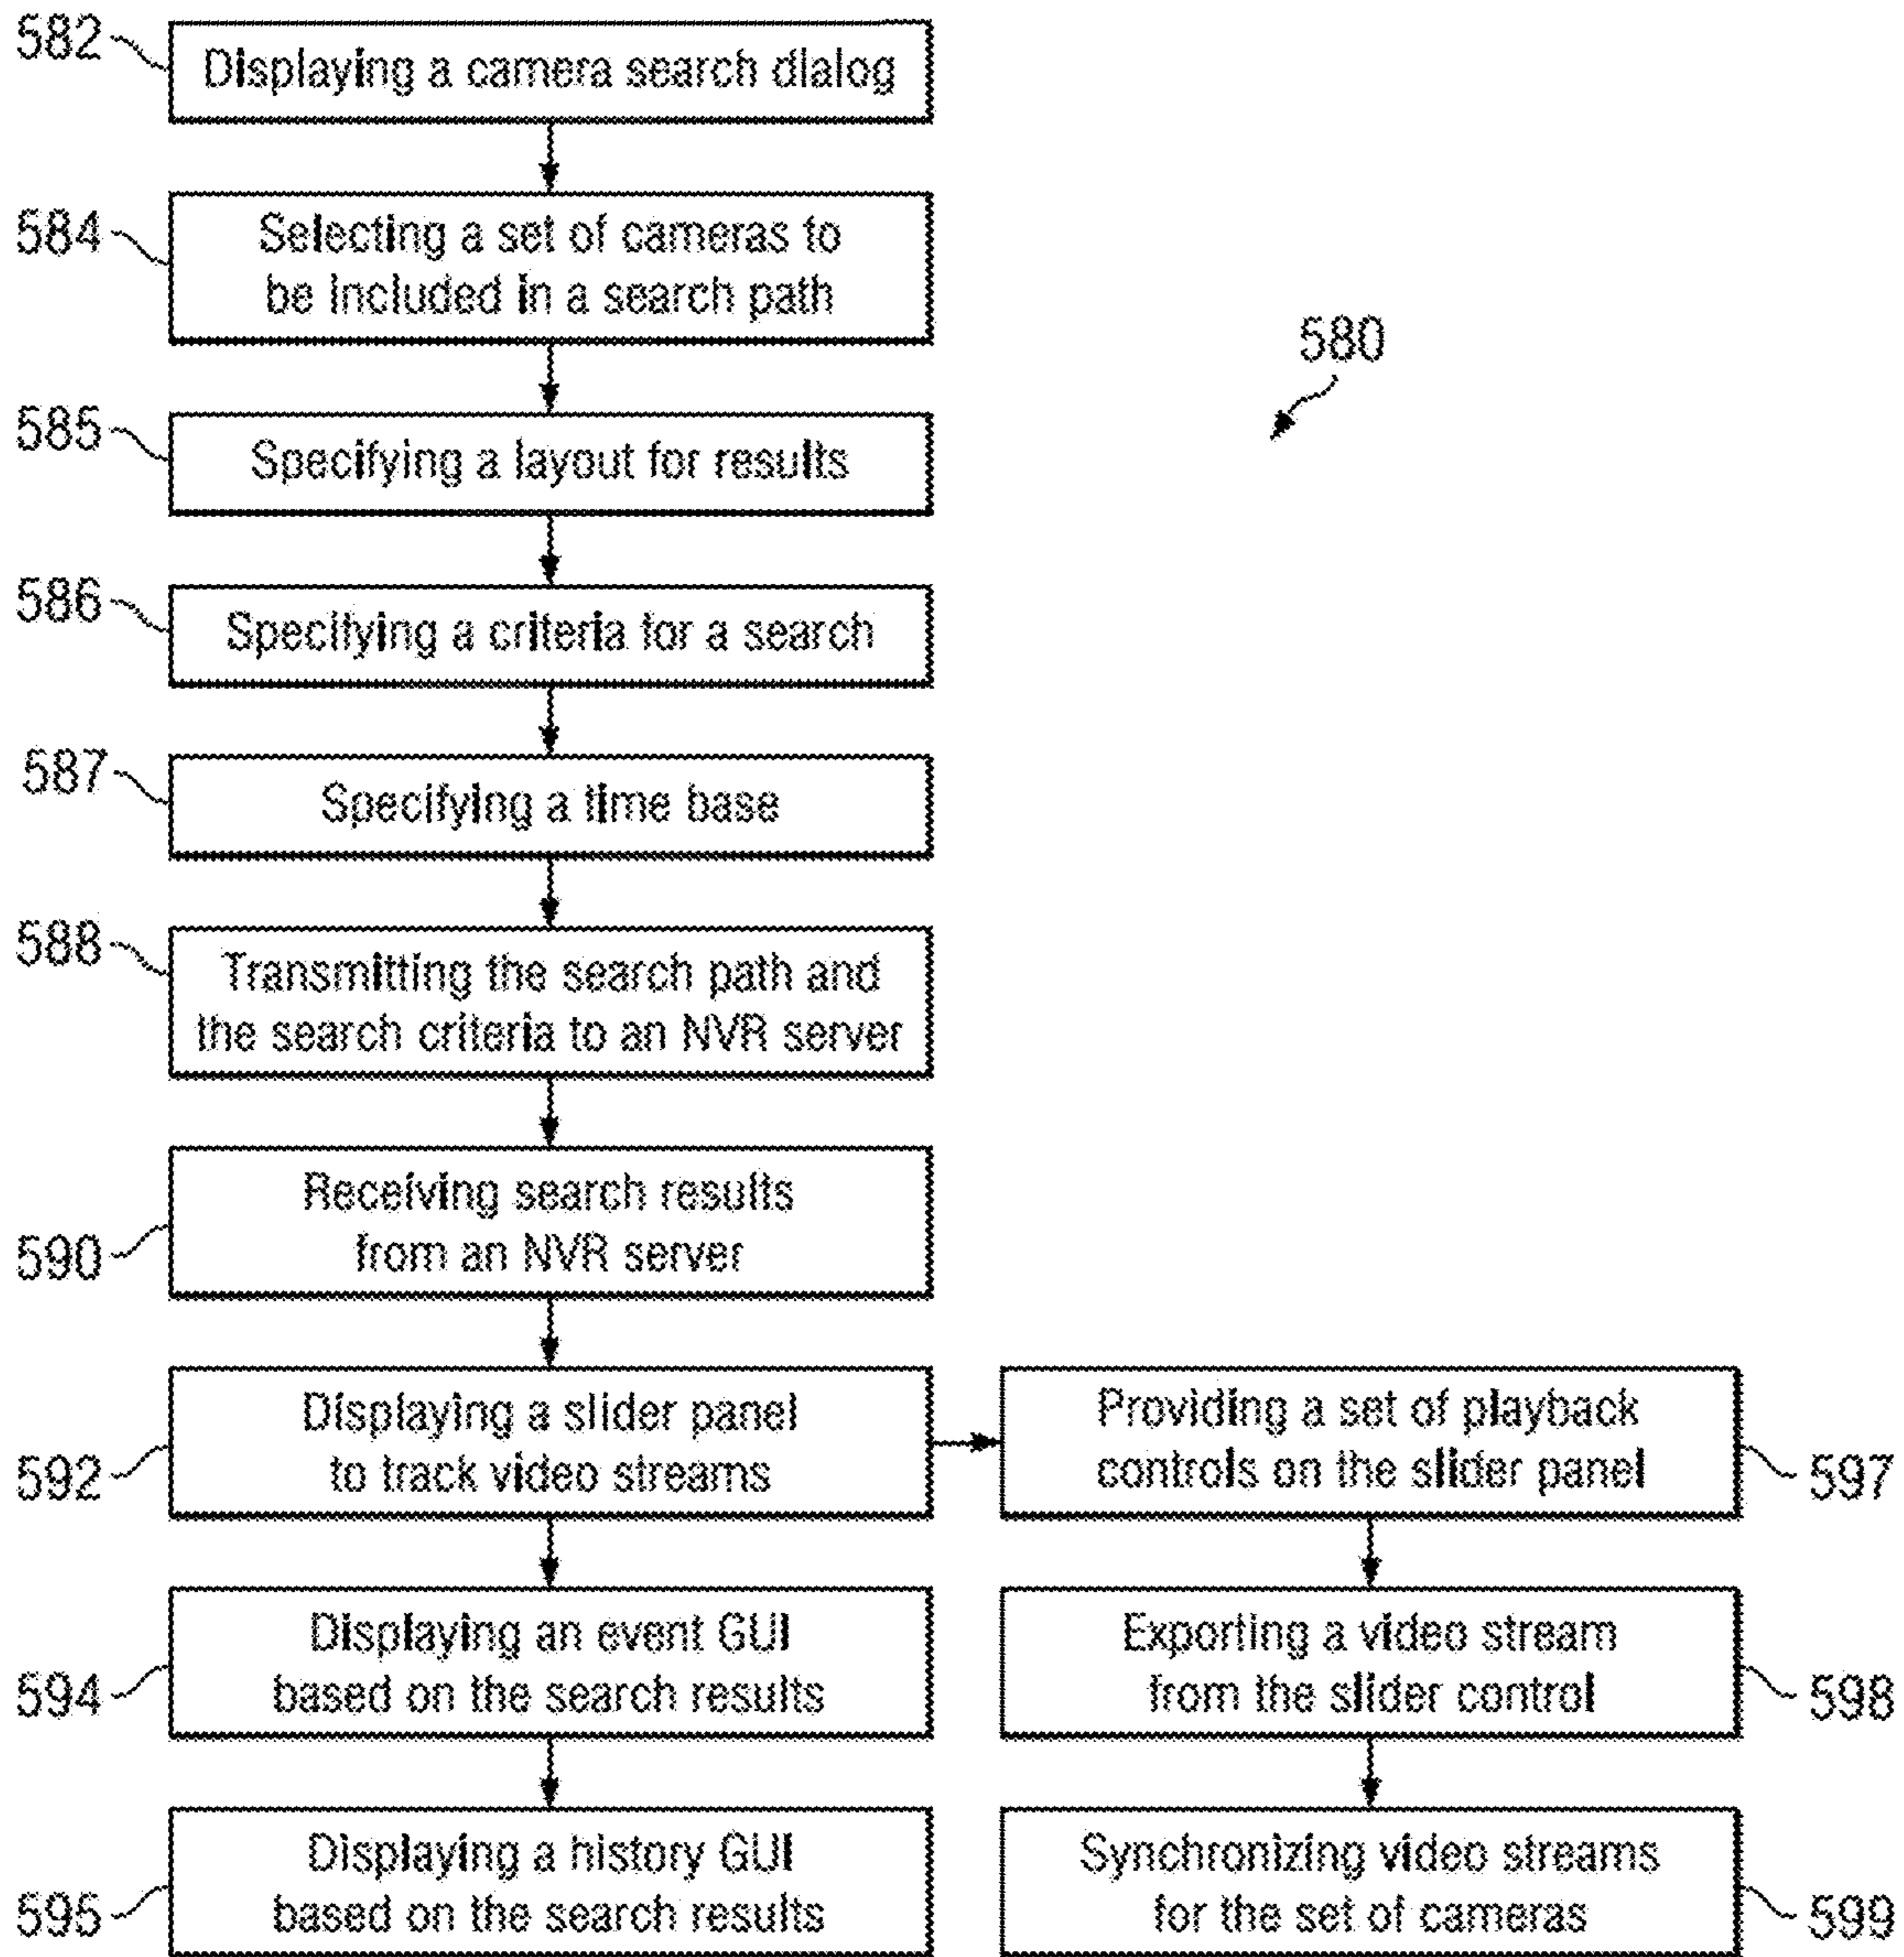 582
Displaying a camera search dialog
584
Selecting a set of cameras to
be included in a search path
580
585
Specifying a layout for results
586
Specifying a criteria for a search
587
Specifying a time base
588
Transmitting the search path and
the search criteria to an NVR server
590
Receiving search results
from an NVR server
592
Displaying a slider panel
to track video streams
Providing a set of playback
controls on the slider panel
597
594
Displaying an event GUI
based on the search results
Exporting a video stream
from the slider control
598
595
Displaying a history GUI
based on the search results
Synchronizing video streams
for the set of cameras
599